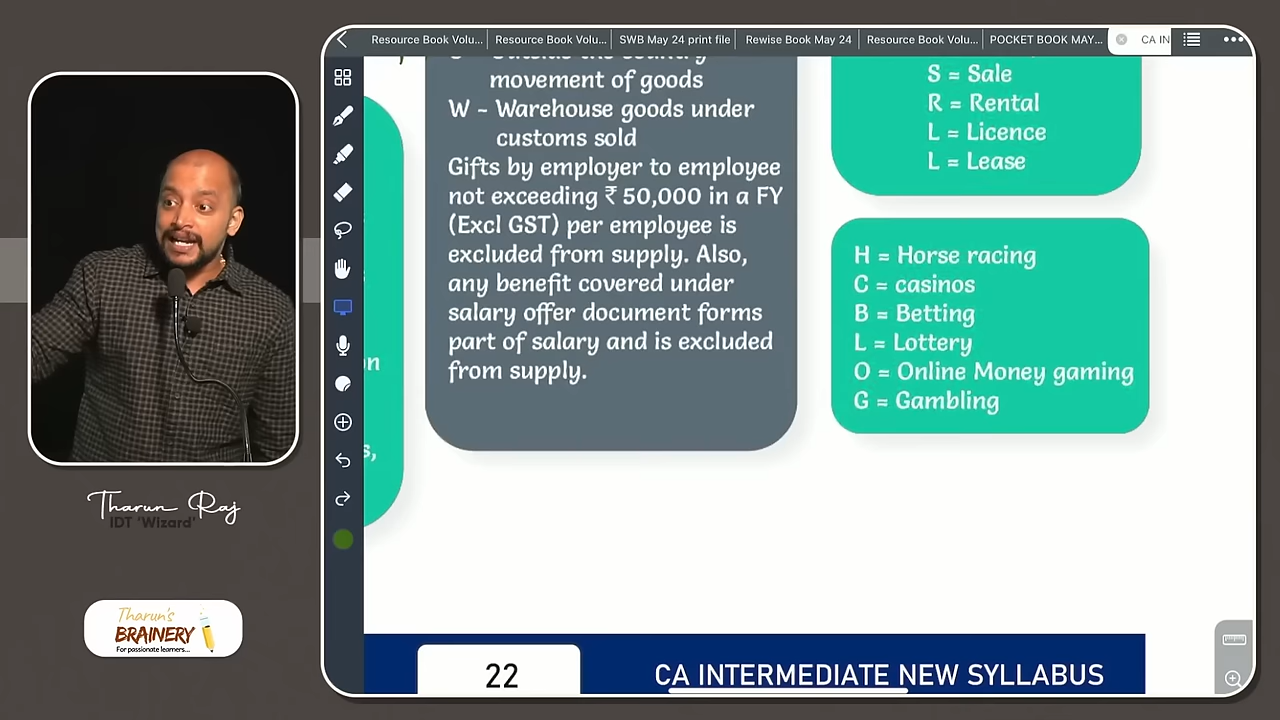 Resource Book Volu...
Resource Book Volu...
SWB May 24 print file
Rewise Book May 24
Resource Book Volu...
POCKET BOOK MAY...
CA IN
movement of goods
W - Warehouse goods under
customs sold
Gifts by employer to employee
not exceeding ₹ 50,000 in a FY
(Excl GST) per employee is
excluded from supply. Also,
any benefit covered under
salary offer document forms
part of salary and is excluded
from supply.
S = Sale
R = Rental
L = Licence
L = Lease
H = Horse racing
C = casinos
B = Betting
L = Lottery
O = Online Money gaming
G = Gambling
22
CA INTERMEDIATE NEW SYLLABUS
Tharun Raj
IDT 'Wizard'
Tharun's
BRAINERY
For passionate learners...